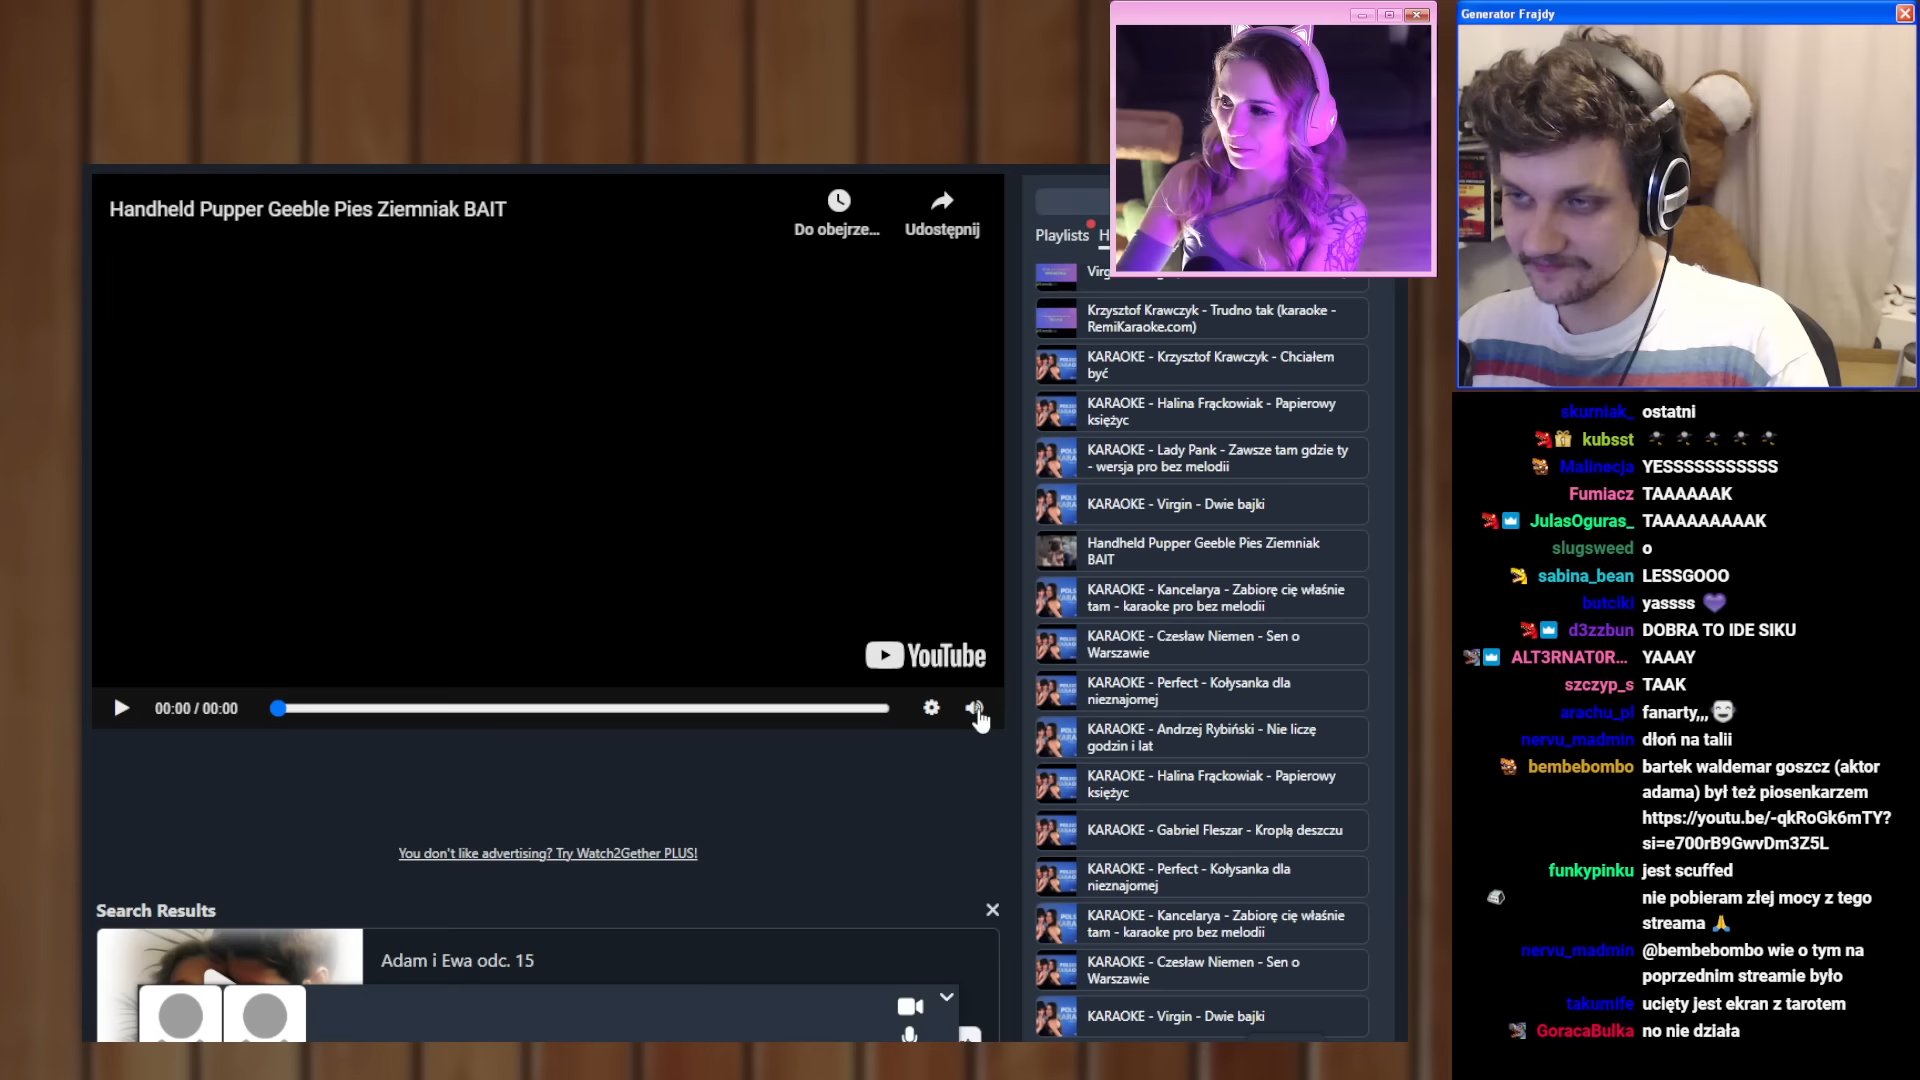 Generator Frajdy
Handheld Pupper Geeble Pies Ziemniak BAIT
Do obejrze...
Udostępnij
YouTube
00:00 / 00:00
You don't like advertising? Try Watch2Gether PLUS!
Search Results
Adam i Ewa odc. 15
Playlists
Krzysztof Krawczyk - Trudno tak (karaoke -
RemiKaraoke.com)
KARAOKE - Krzysztof Krawczyk - Chciałem
być
KARAOKE - Halina Frąckowiak - Papierowy
księżyc
KARAOKE - Lady Pank - Zawsze tam gdzie ty
- wersja pro bez melodii
KARAOKE - Virgin - Dwie bajki
Handheld Pupper Geeble Pies Ziemniak
BAIT
KARAOKE - Kancelarya - Zabiorę cię właśnie
tam - karaoke pro bez melodii
KARAOKE - Czesław Niemen - Sen o
Warszawie
KARAOKE - Perfect - Kołysanka dla
nieznajomej
KARAOKE - Andrzej Rybiński - Nie liczę
godzin i lat
KARAOKE - Halina Frąckowiak - Papierowy
księżyc
KARAOKE - Gabriel Fleszar - Kroplą deszczu
KARAOKE - Perfect - Kołysanka dla
nieznajomej
KARAOKE - Kancelarya - Zabiorę cię właśnie
tam - karaoke pro bez melodii
KARAOKE - Czesław Niemen - Sen o
Warszawie
KARAOKE - Virgin - Dwie bajki
skurniak_ ostatni
kubsst
Malinecja YESSSSSSSSSSS
Fumiacz TAAAAAAK
JulasOguras_ TAAAAAAAAAK
slugsweed o
sabina_bean LESSGOOO
butciki yassss
d3zzbun DOBRA TO IDE SIKU
ALT3RNAT0R... YAAAY
szczyp_s TAAK
arachu_pl fanarty,,,
nervu_madmin dłoń na talii
bembebombo bartek waldemar goszcz (aktor
adama) był też piosenkarzem
https://youtu.be/-qkRoGk6mTY?
si=e700rB9GwvDm3Z5L
funkypinku jest scuffed
nie pobieram złej mocy z tego
streama
nervu_madmin @bembebombo wie o tym na
poprzednim streamie było
takumife ucięty jest ekran z tarotem
GoracaBulka no nie działa